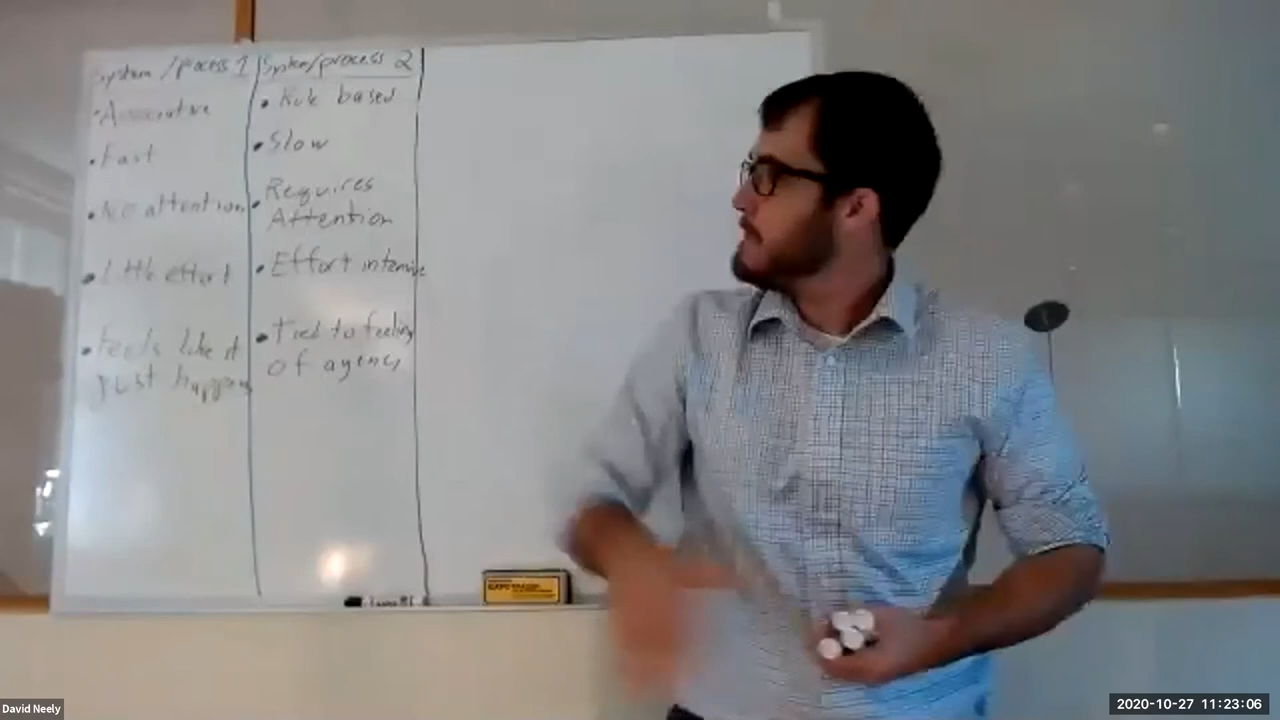 System/process 1
• Associative
• Fast
• No attention
• Little effort
• Feels like it
just happens
System/process 2
• Rule based
• Slow
• Requires
Attention
• Effort intensive
• Tied to feeling
of agency
David Neely
2020-10-27 11:23:06